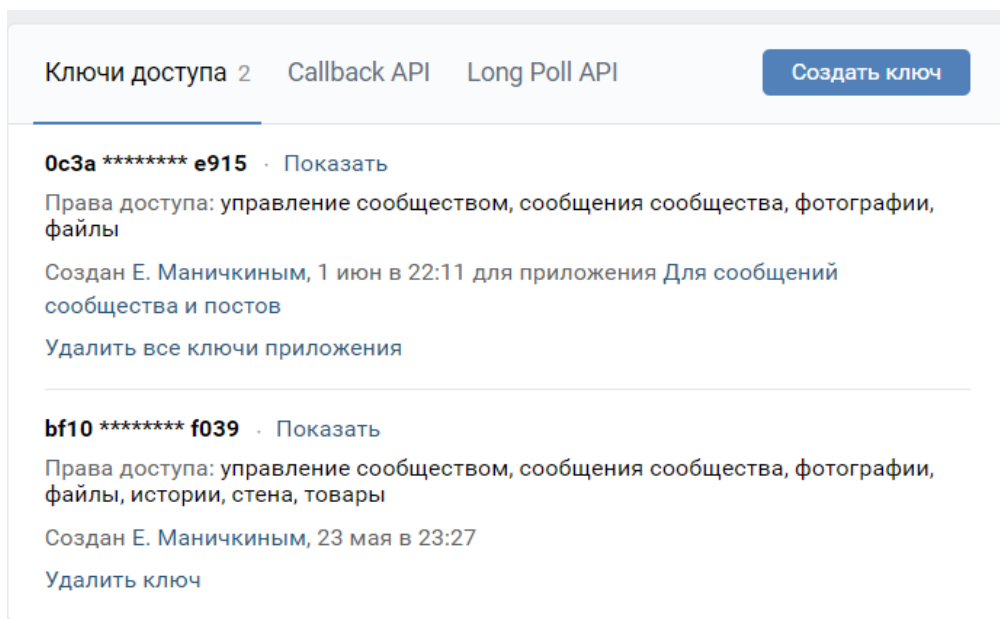 Ключи доступа 2 Callback API Long Poll API Создать ключ
0c3a ******** e915 · Показать
Права доступа: управление сообществом, сообщения сообщества, фотографии,
файлы
Создан Е. Маничкиным, 1 июн в 22:11 для приложения Для сообщений
сообщества и постов
Удалить все ключи приложения
bf10 ******** f039 · Показать
Права доступа: управление сообществом, сообщения сообщества, фотографии,
файлы, истории, стена, товары
Создан Е. Маничкиным, 23 мая в 23:27
Удалить ключ